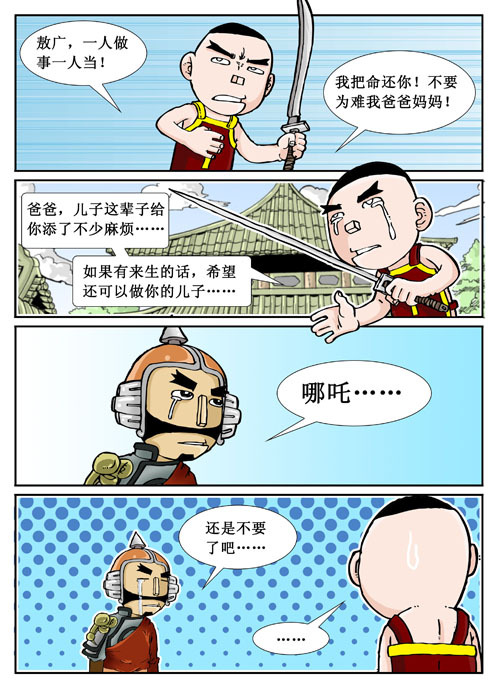 敖广，一人做
事一人当！
我把命还你！不要
为难我爸爸妈妈！
爸爸，儿子这辈子给
你添了不少麻烦……
如果有来生的话，希望
还可以做你的儿子……
哪吒……
还是不要
了吧……
……